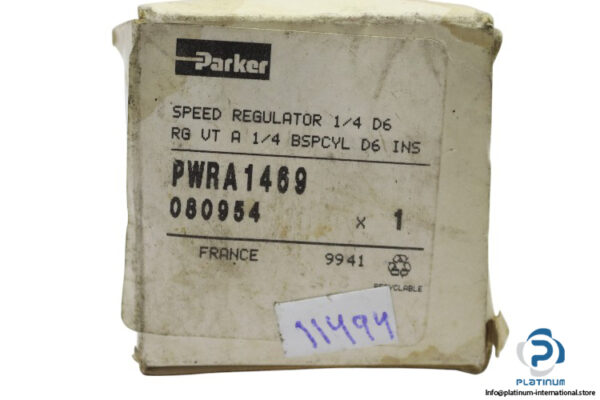 Parker
SPEED REGULATOR 1/4 D6
RG VT A 1/4 BSPCYL D6 INS
PWRA1469
080954 x 1
FRANCE 9941
RECYCLABLE
11494
PLATINUM
Info@platinum-international.store